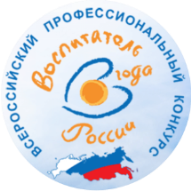 ВСЕРОССИЙСКИЙ ПРОФЕССИОНАЛЬНЫЙ КОНКУРС
Воспитатель
года
России